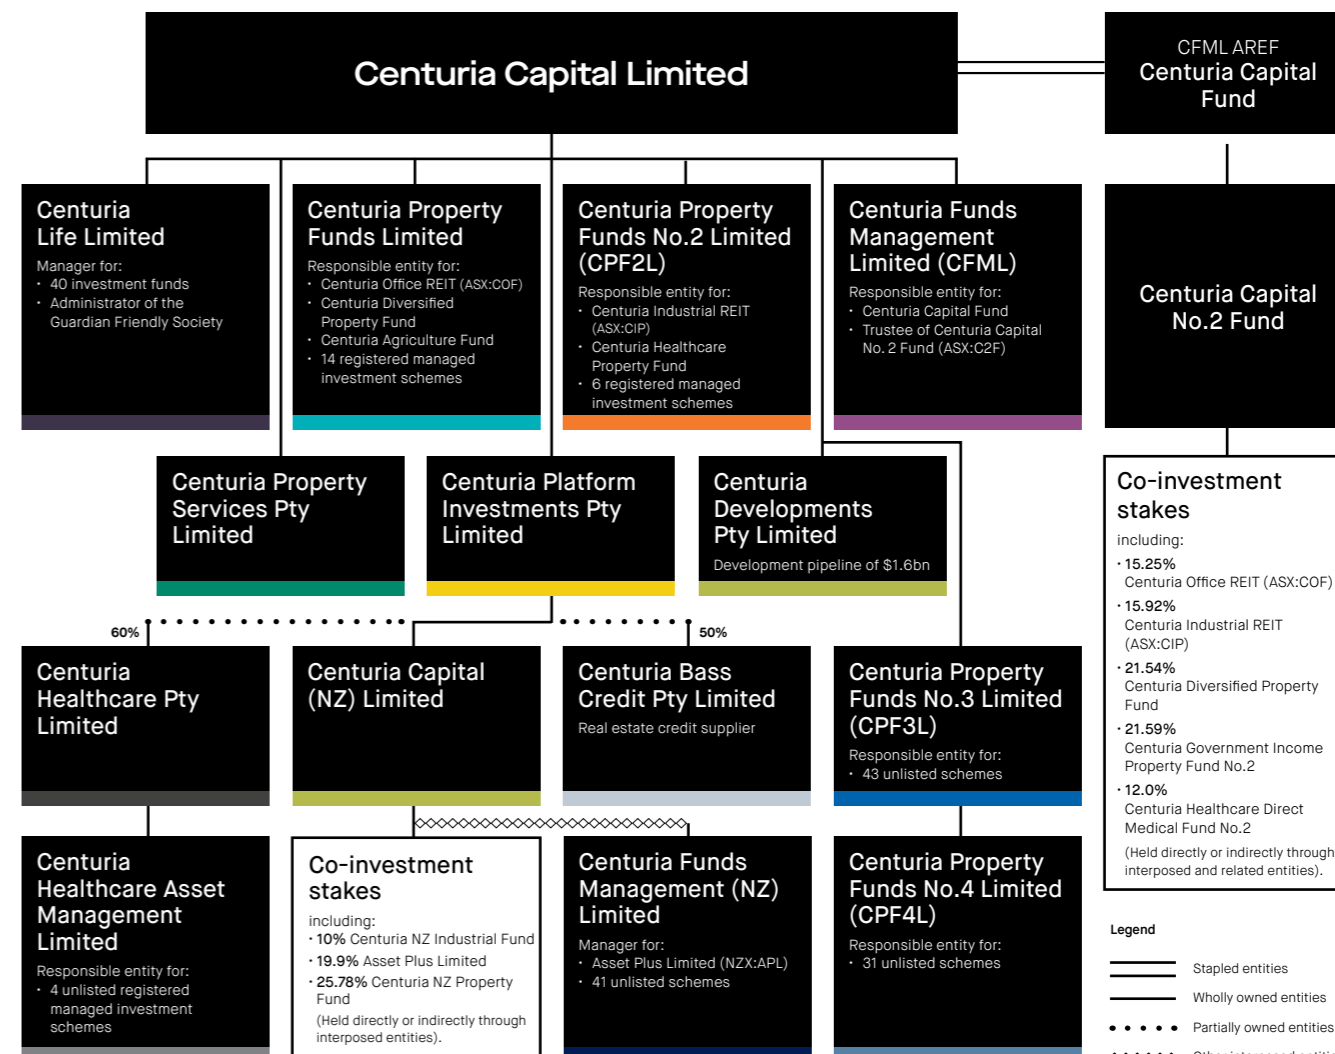 Centuria Capital Limited
CFML AREF
Centuria Capital
Fund
Centuria
Life Limited
Manager for:
• 40 investment funds
• Administrator of the
Guardian Friendly Society
Centuria Property
Funds Limited
Responsible entity for:
• Centuria Office REIT (ASX:COF)
• Centuria Diversified
Property Fund
• Centuria Agriculture Fund
• 14 registered managed
investment schemes
Centuria Property
Funds No.2 Limited
(CPF2L)
Responsible entity for:
• Centuria Industrial REIT
(ASX:CIP)
• Centuria Healthcare
Property Fund
• 6 registered managed
investment schemes
Centuria Funds
Management
Limited (CFML)
Responsible entity for:
• Centuria Capital Fund
• Trustee of Centuria Capital
No. 2 Fund (ASX:C2F)
Centuria Capital
No.2 Fund
Centuria Property
Services Pty
Limited
Centuria Platform
Investments Pty
Limited
Centuria
Developments
Pty Limited
Development pipeline of $1.6bn
Co-investment
stakes
including:
• 15.25%
Centuria Office REIT (ASX:COF)
• 15.92%
Centuria Industrial REIT
(ASX:CIP)
• 21.54%
Centuria Diversified Property
Fund
• 21.59%
Centuria Government Income
Property Fund No.2
• 12.0%
Centuria Healthcare Direct
Medical Fund No.2
(Held directly or indirectly through
interposed and related entities).
60%
50%
Centuria
Healthcare Pty
Limited
Centuria Capital
(NZ) Limited
Centuria Bass
Credit Pty Limited
Real estate credit supplier
Centuria Property
Funds No.3 Limited
(CPF3L)
Responsible entity for:
• 43 unlisted schemes
Centuria
Healthcare Asset
Management
Limited
Responsible entity for:
• 4 unlisted registered
managed investment
schemes
Co-investment
stakes
including:
• 10% Centuria NZ Industrial Fund
• 19.9% Asset Plus Limited
• 25.78% Centuria NZ Property
Fund
(Held directly or indirectly through
interposed entities).
Centuria Funds
Management (NZ)
Limited
Manager for:
• Asset Plus Limited (NZX:APL)
• 41 unlisted schemes
Centuria Property
Funds No.4 Limited
(CPF4L)
Responsible entity for:
• 31 unlisted schemes
Legend
Stapled entities
Wholly owned entities
Partially owned entities